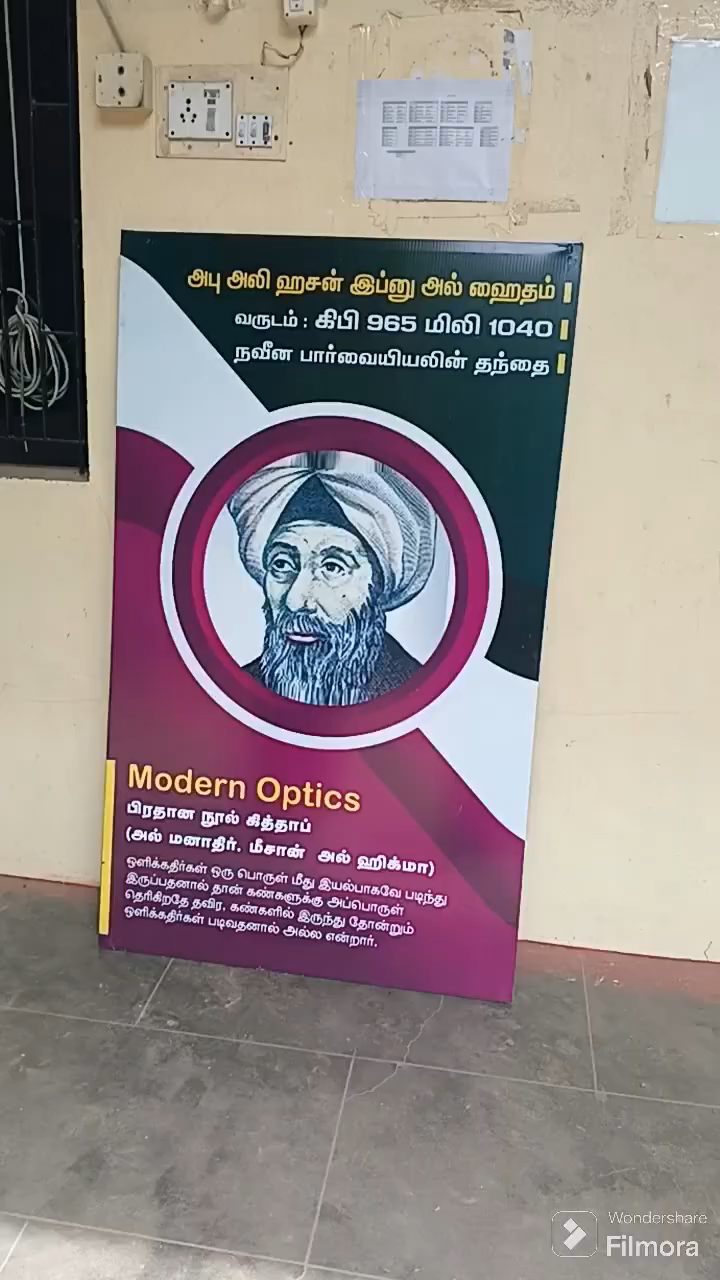 அபு அலி ஹசன் இப்னு அல் ஹைதம்
வருடம் : கிபி 965 மிலி 1040
நவீன பார்வையியலின் தந்தை
Modern Optics
பிரதான நூல் கித்தாப்
(அல் மனாதிர், மீசான் அல் ஹிக்மா)
ஒளிக்கதிர்கள் ஒரு பொருள் மீது இயல்பாகவே படிந்து
இருப்பதனால் தான் கண்களுக்கு அப்பொருள்
தெரிகிறதே தவிர, கண்களில் இருந்து தோன்றும்
ஒளிக்கதிர்கள் படிவதனால் அல்ல என்றார்.
Wondershare
Filmora